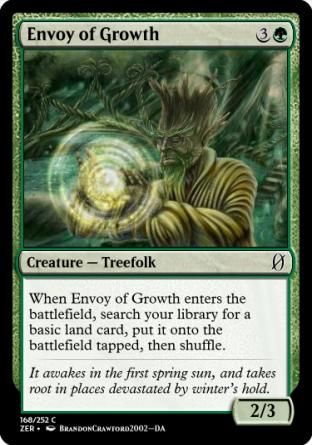 Envoy of Growth 3
Creature — Treefolk
When Envoy of Growth enters the
battlefield, search your library for a
basic land card, put it onto the
battlefield tapped, then shuffle.
It awakes in the first spring sun, and takes
root in places devastated by winter's hold.
2/3
168/252 C
ZER • BrandonCrawford2002—DA